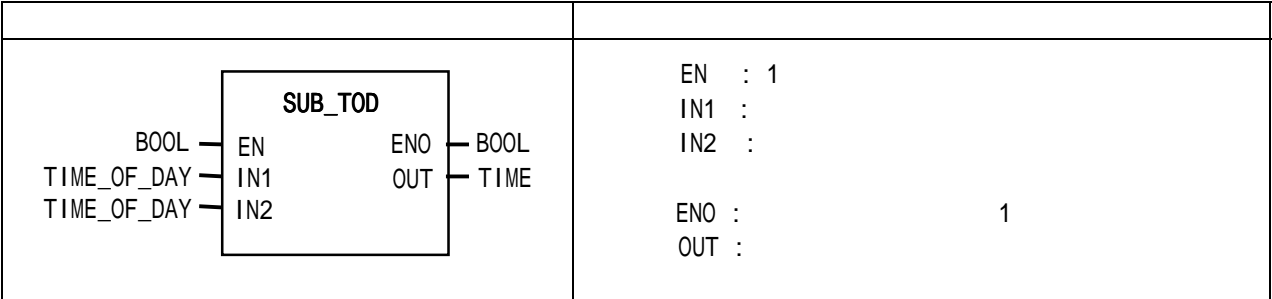 SUB_TOD
BOOL EN ENO BOOL
TIME_OF_DAY IN1 OUT TIME
TIME_OF_DAY IN2
EN : 1
IN1 :
IN2 :
ENO : 1
OUT :